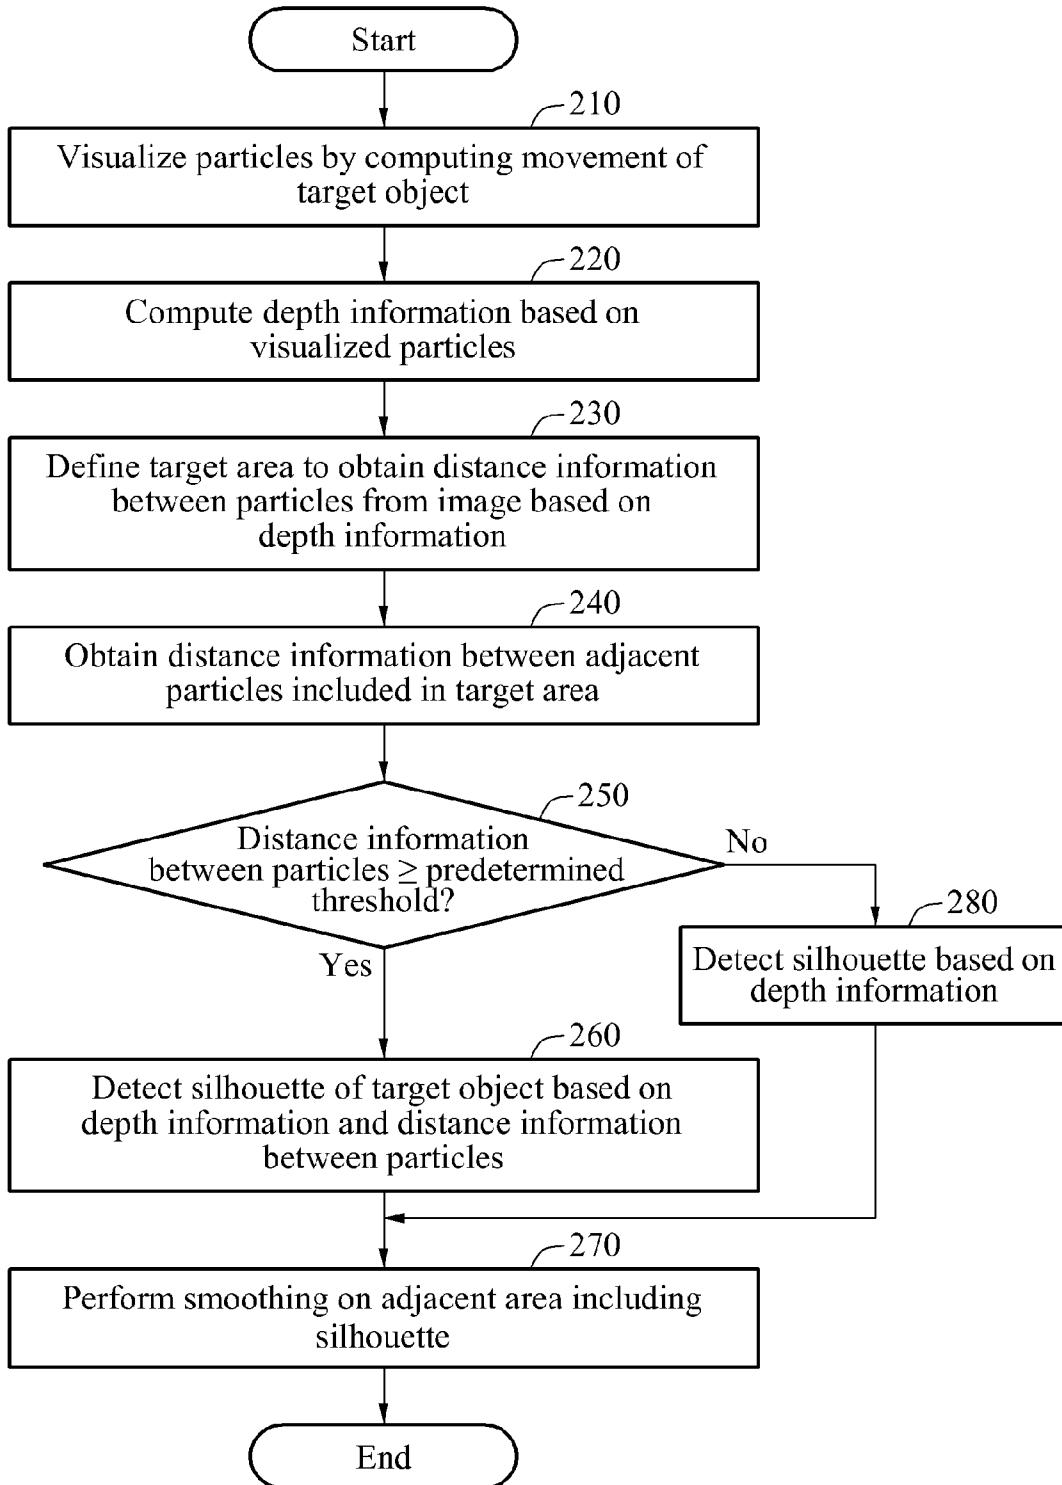 Start
210
Visualize particles by computing movement of
target object
220
Compute depth information based on
visualized particles
230
Define target area to obtain distance information
between particles from image based on
depth information
240
Obtain distance information between adjacent
particles included in target area
250
Distance information
between particles ≥ predetermined
threshold?
No
Yes
280
Detect silhouette based on
depth information
260
Detect silhouette of target object based on
depth information and distance information
between particles
270
Perform smoothing on adjacent area including
silhouette
End